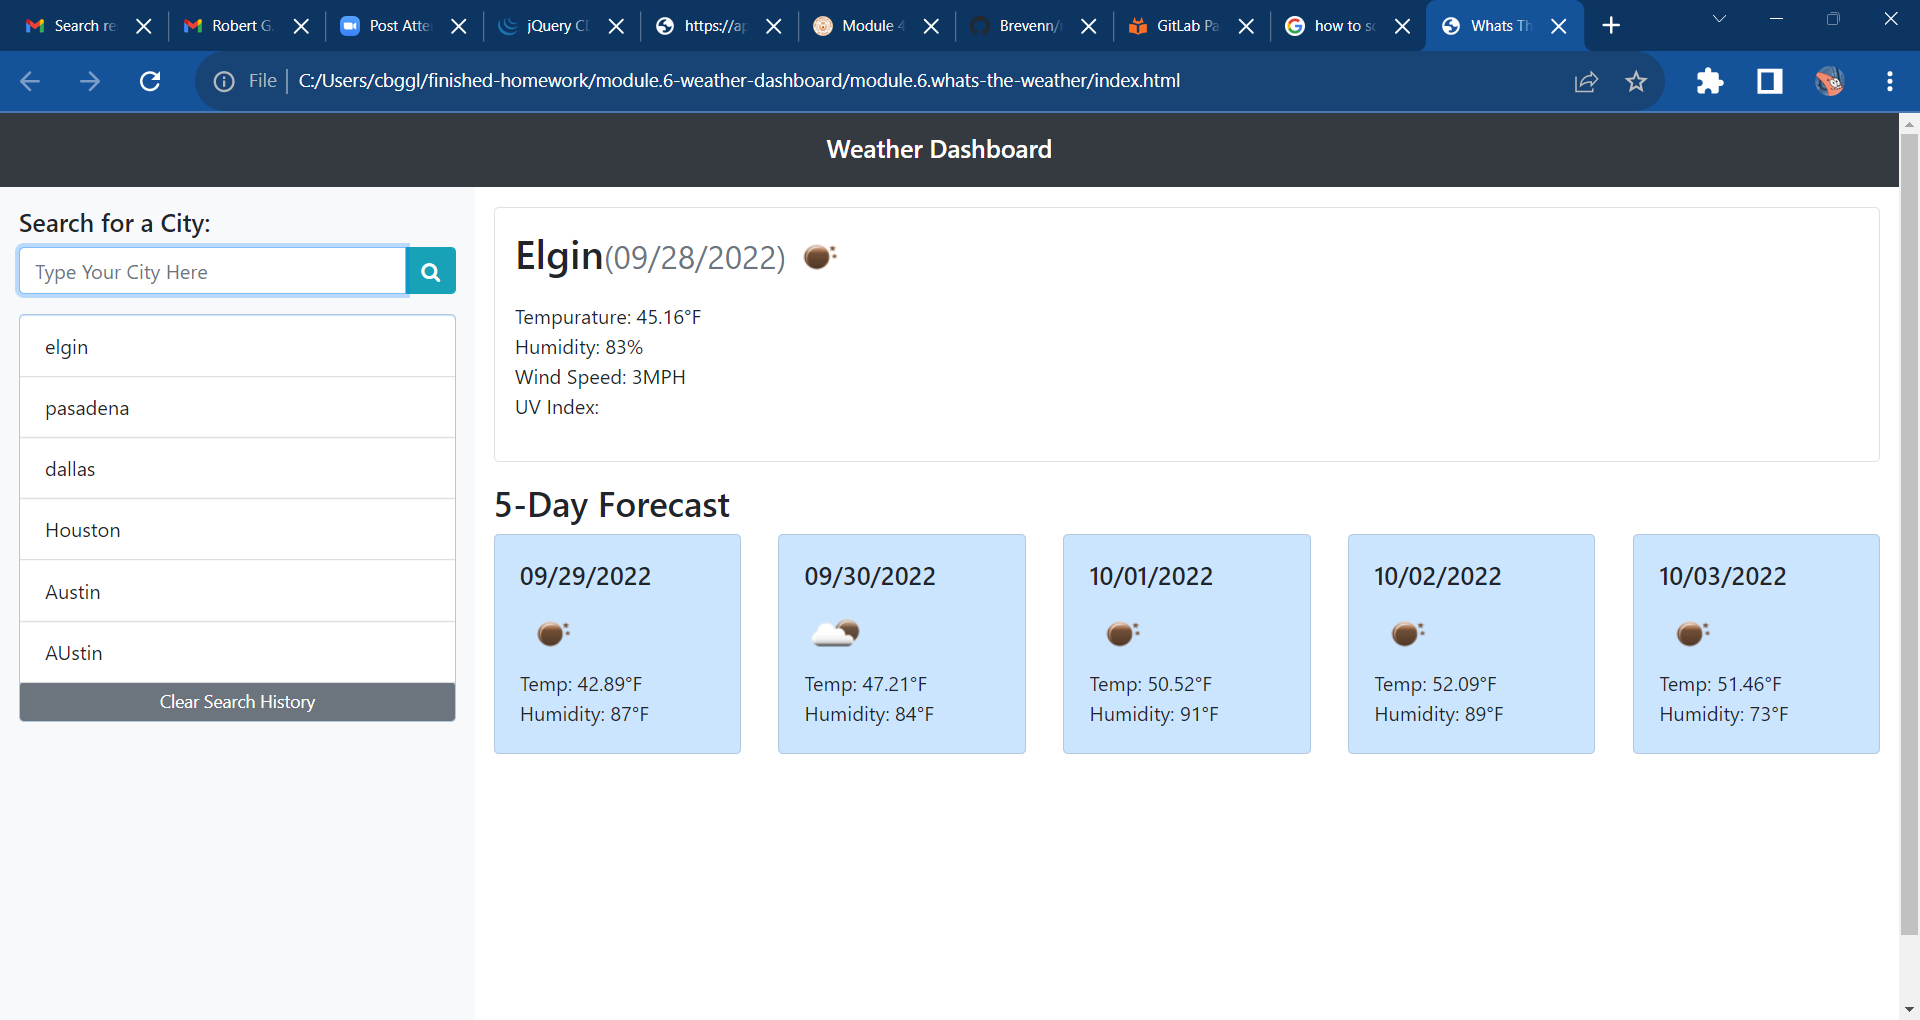 Search re
Robert G.
Post Atte
jQuery C
https://ap
Module 4
Brevenn/
GitLab Pa
how to se
Whats Th
File
C:/Users/cbggl/finished-homework/module.6-weather-dashboard/module.6.whats-the-weather/index.html
Weather Dashboard
Search for a City:
Type Your City Here
elgin
pasadena
dallas
Houston
Austin
AUstin
Clear Search History
Elgin(09/28/2022)
Tempurature: 45.16°F
Humidity: 83%
Wind Speed: 3MPH
UV Index:
5-Day Forecast
09/29/2022
Temp: 42.89°F
Humidity: 87°F
09/30/2022
Temp: 47.21°F
Humidity: 84°F
10/01/2022
Temp: 50.52°F
Humidity: 91°F
10/02/2022
Temp: 52.09°F
Humidity: 89°F
10/03/2022
Temp: 51.46°F
Humidity: 73°F